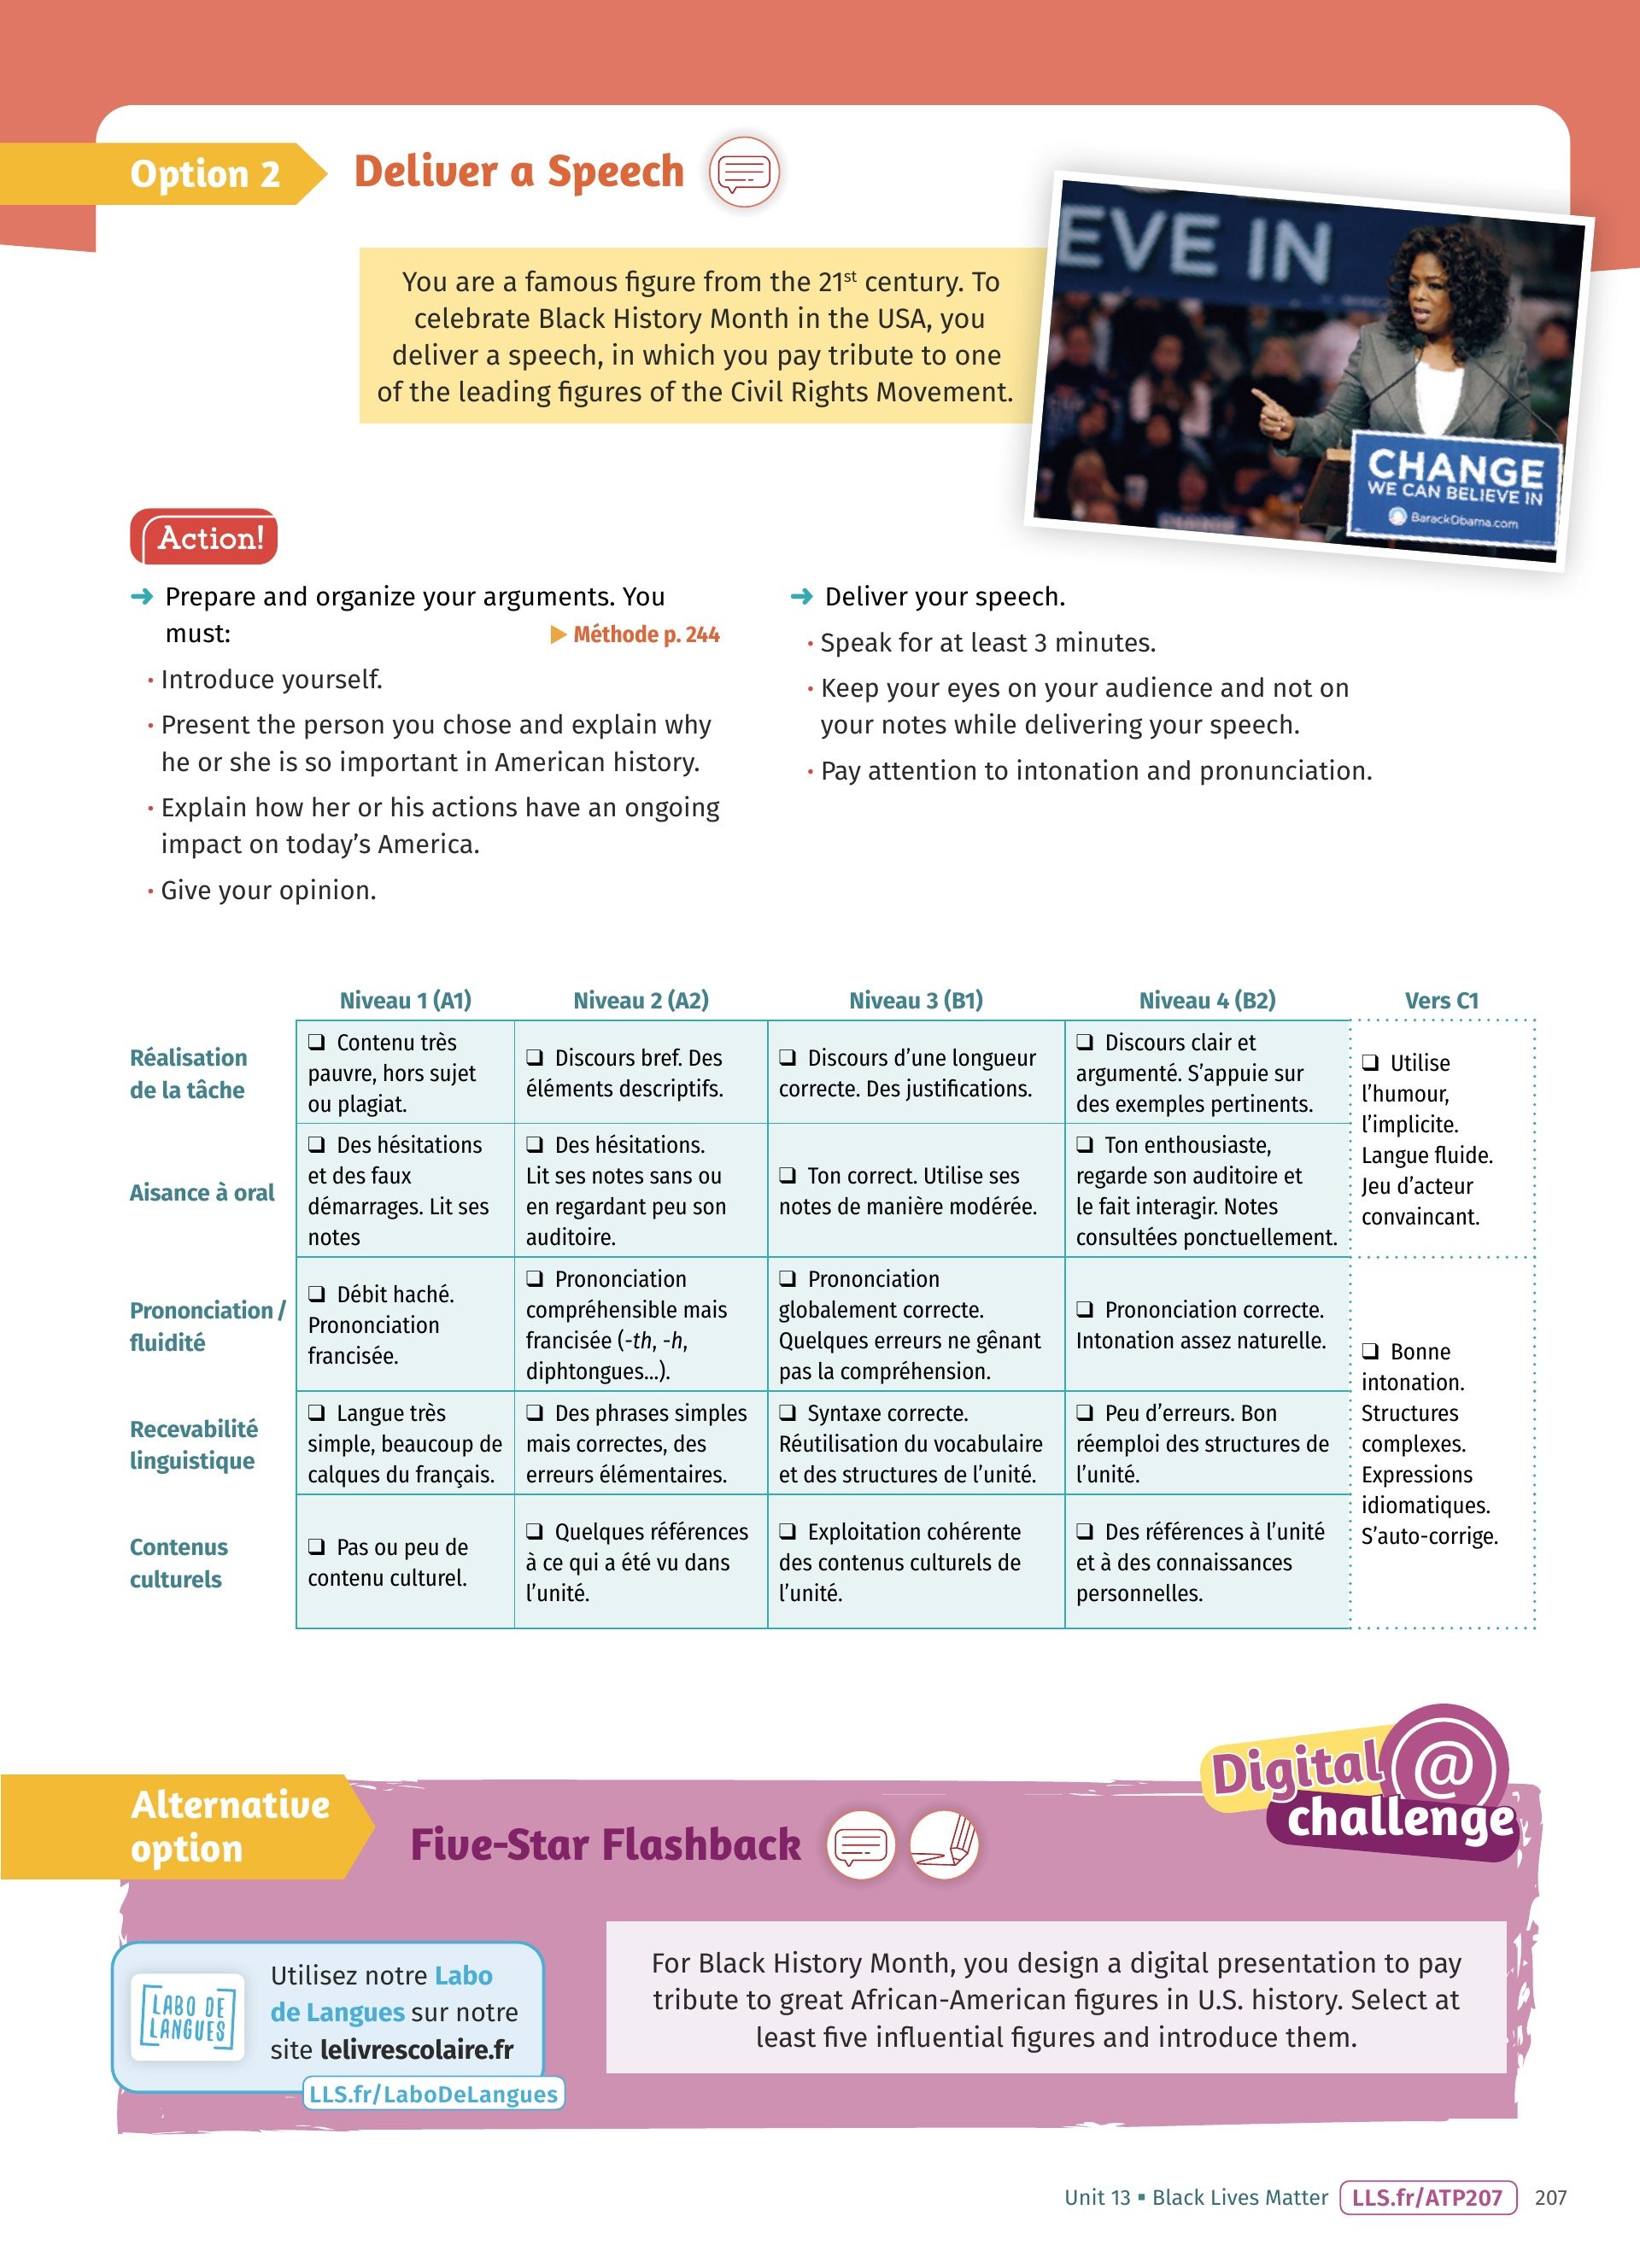 Option 2
Deliver a Speech
You are a famous figure from the 21st century. To
celebrate Black History Month in the USA, you
deliver a speech, in which you pay tribute to one
of the leading figures of the Civil Rights Movement.
EVE IN
CHANGE
WE CAN BELIEVE IN
BarackObama.com
Action!
➜ Prepare and organize your arguments. You
must:
▶ Méthode p. 244
• Introduce yourself.
• Present the person you chose and explain why
he or she is so important in American history.
• Explain how her or his actions have an ongoing
impact on today’s America.
• Give your opinion.
➜ Deliver your speech.
• Speak for at least 3 minutes.
• Keep your eyes on your audience and not on
your notes while delivering your speech.
• Pay attention to intonation and pronunciation.
Niveau 1 (A1)
Niveau 2 (A2)
Niveau 3 (B1)
Niveau 4 (B2)
Vers C1
Réalisation
de la tâche
❑ Contenu très
pauvre, hors sujet
ou plagiat.
❑ Discours bref. Des
éléments descriptifs.
❑ Discours d’une longueur
correcte. Des justifications.
❑ Discours clair et
argumenté. S’appuie sur
des exemples pertinents.
❑ Utilise
l’humour,
l’implicite.
Langue fluide.
Jeu d’acteur
convaincant.
Aisance à oral
❑ Des hésitations
et des faux
démarrages. Lit ses
notes
❑ Des hésitations.
Lit ses notes sans ou
en regardant peu son
auditoire.
❑ Ton correct. Utilise ses
notes de manière modérée.
❑ Ton enthousiaste,
regarde son auditoire et
le fait interagir. Notes
consultées ponctuellement.
Prononciation /
fluidité
❑ Débit haché.
Prononciation
francisée.
❑ Prononciation
compréhensible mais
francisée (-th, -h,
diphtongues...).
❑ Prononciation
globalement correcte.
Quelques erreurs ne gênant
pas la compréhension.
❑ Prononciation correcte.
Intonation assez naturelle.
❑ Bonne
intonation.
Structures
complexes.
Expressions
idiomatiques.
S’auto-corrige.
Recevabilité
linguistique
❑ Langue très
simple, beaucoup de
calques du français.
❑ Des phrases simples
mais correctes, des
erreurs élémentaires.
❑ Syntaxe correcte.
Réutilisation du vocabulaire
et des structures de l’unité.
❑ Peu d’erreurs. Bon
réemploi des structures de
l’unité.
Contenus
culturels
❑ Pas ou peu de
contenu culturel.
❑ Quelques références
à ce qui a été vu dans
l’unité.
❑ Exploitation cohérente
des contenus culturels de
l’unité.
❑ Des références à l’unité
et à des connaissances
personnelles.
Digital @
challenge
Alternative
option
Five-Star Flashback
LABO DE
LANGUES
Utilisez notre Labo
de Langues sur notre
site lelivrescolaire.fr
LLS.fr/LaboDeLangues
For Black History Month, you design a digital presentation to pay
tribute to great African-American figures in U.S. history. Select at
least five influential figures and introduce them.
Unit 13 ▪ Black Lives Matter LLS.fr/ATP207 207